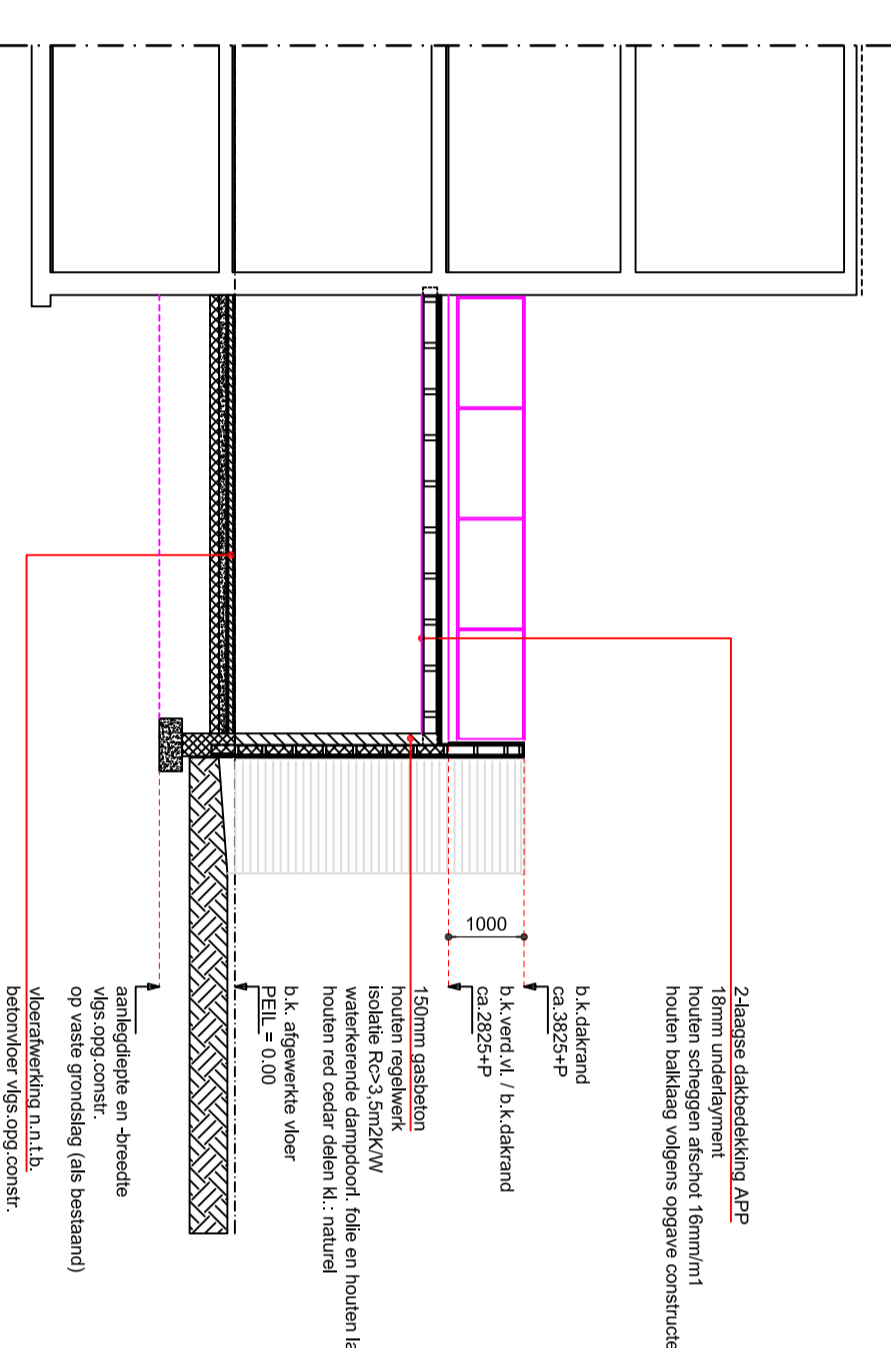 2-laagse dakbedekking APP
18mm underlayment
houten scheggen afschot 16mm/m1
houten balklaag volgens opgave constructe
b.k.dakrand
ca.3825+P
1000
b.k.verd.vl. / b.k.dakrand
ca.2825+P
150mm gasbeton
houten regelwerk
isolatie Rc>3,5m2K/W
waterkerende dampdoorl. folie en houten la
houten red cedar delen kl.: naturel
b.k. afgewerkte vloer
PEIL = 0.00
aanlegdiepte en -breedte
vlgs.opg.constr.
op vaste grondslag (als bestaand)
vloerafwerking n.n.t.b.
betonvloer vlgs.opg.constr.